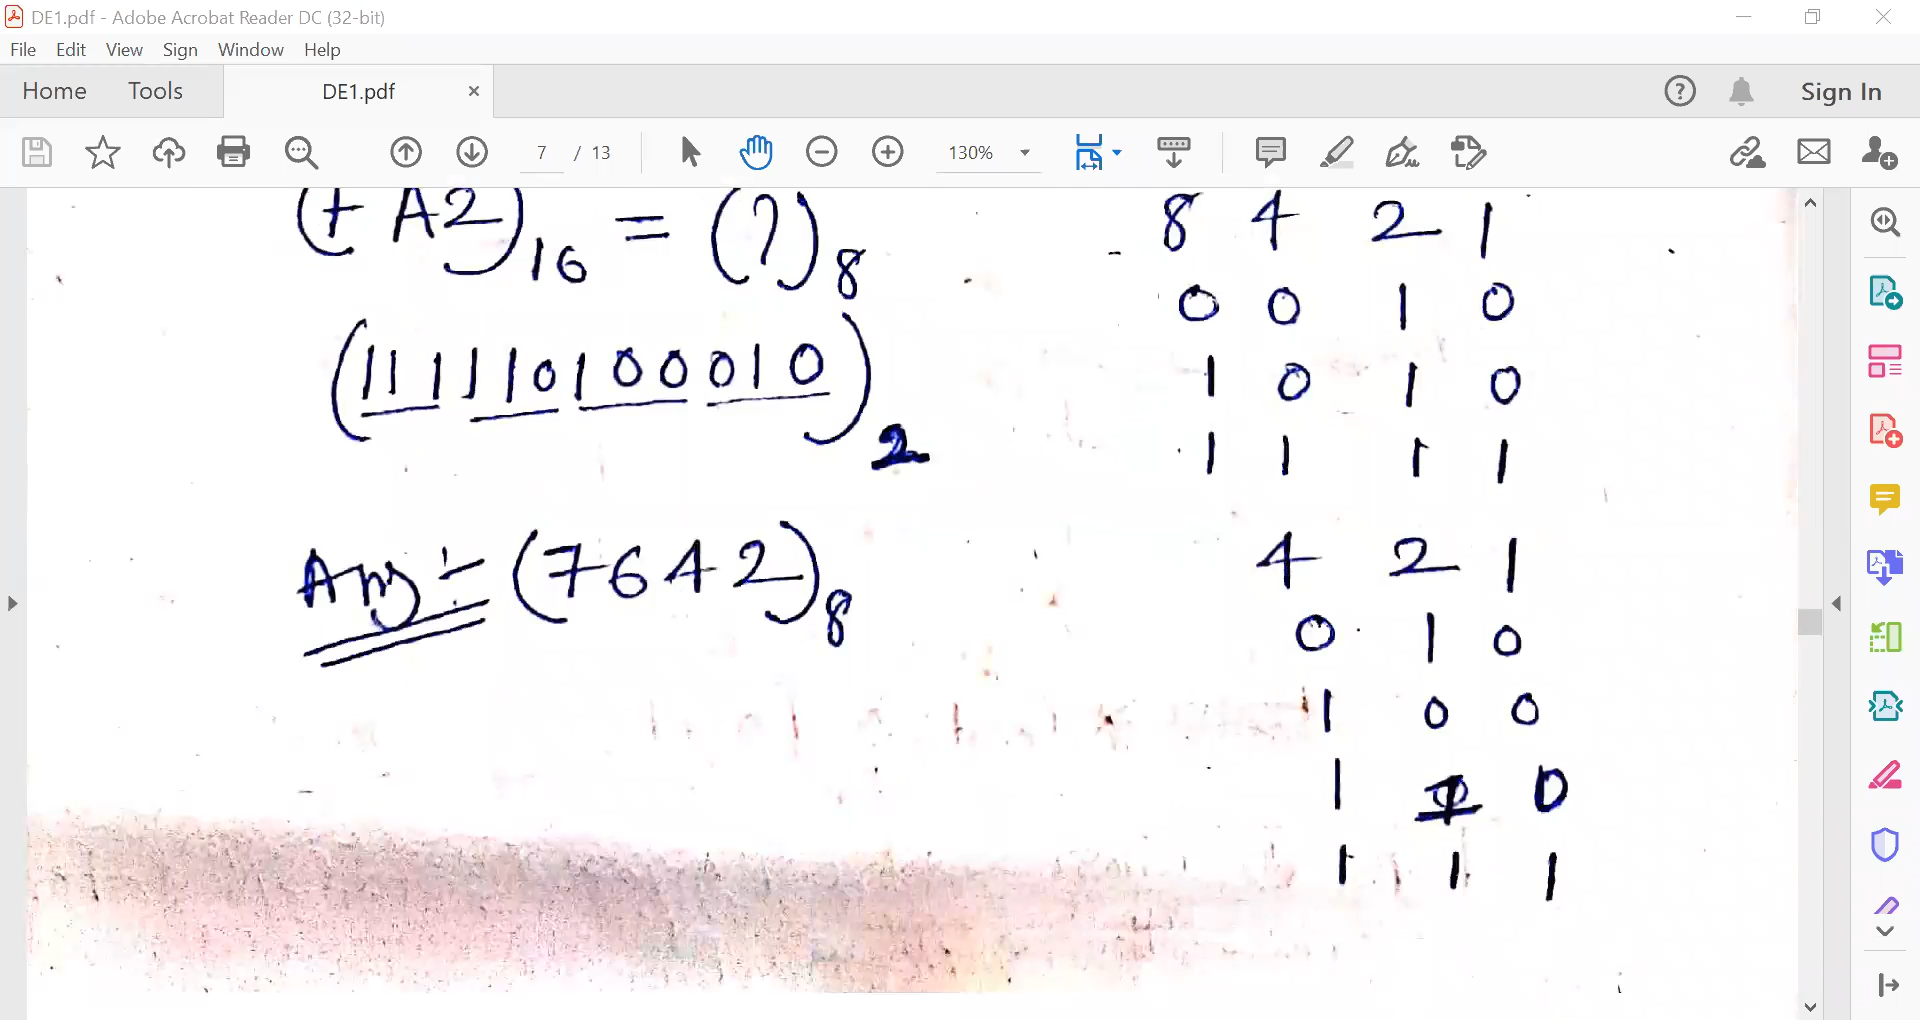 DE1.pdf - Adobe Acrobat Reader DC (32-bit)
File Edit View Sign Window Help
Home Tools DE1.pdf × Sign In
7 / 13 130%
(FA2)16 = (?)8
(111110100010)2
Ans :- (7642)8
8 4 2 1
0 0 1 0
1 0 1 0
1 1 1 1
4 2 1
0 1 0
1 0 0
1 1 0
1 1 1